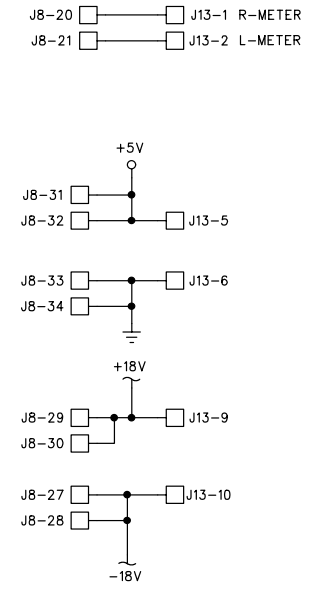 J8-20 J13-1 R-METER
J8-21 J13-2 L-METER
+5V
J8-31
J8-32 J13-5
J8-33 J13-6
J8-34
+18V
J8-29 J13-9
J8-30
J8-27 J13-10
J8-28
-18V